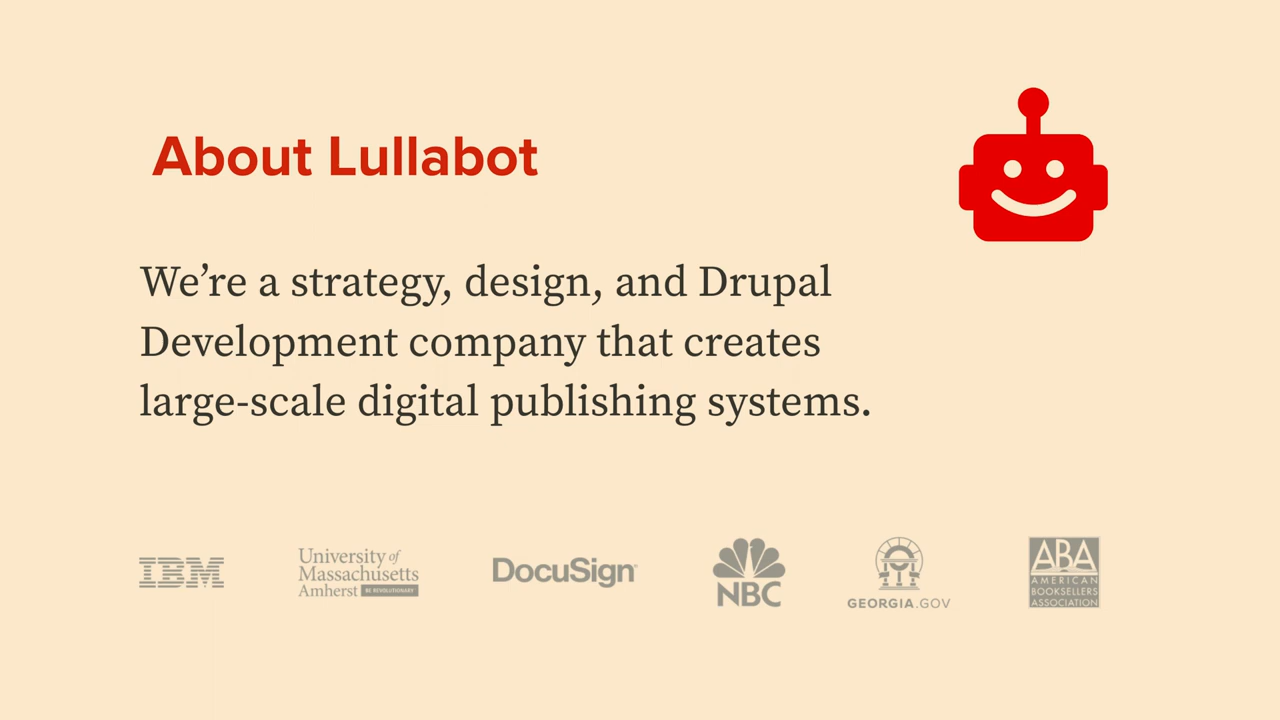 About Lullabot
We’re a strategy, design, and Drupal
Development company that creates
large-scale digital publishing systems.
IBM
University of
Massachusetts
Amherst BE REVOLUTIONARY
DocuSign
NBC
GEORGIA.GOV
ABA
AMERICAN
BOOKSELLERS
ASSOCIATION